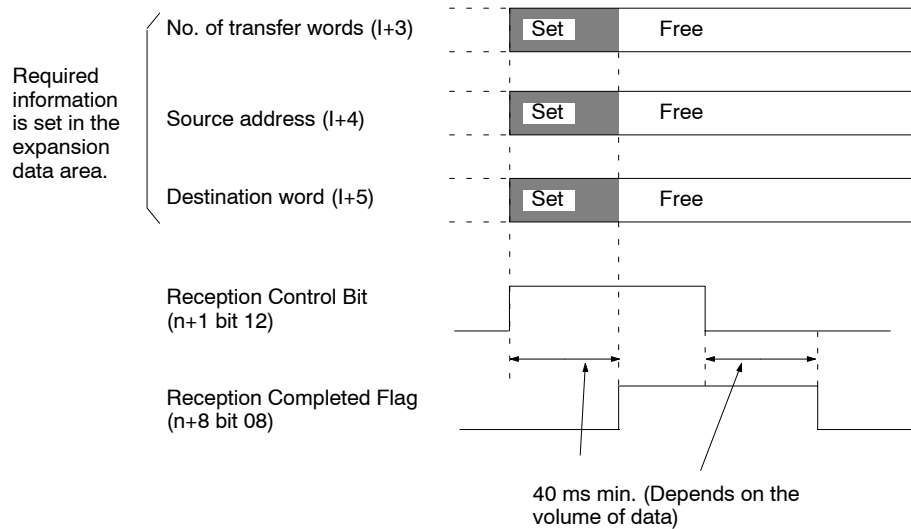 No. of transfer words (I+3)
Set
Free
Required
information
is set in the
expansion
data area.
Source address (I+4)
Set
Free
Destination word (I+5)
Set
Free
Reception Control Bit
(n+1 bit 12)
Reception Completed Flag
(n+8 bit 08)
40 ms min. (Depends on the
volume of data)